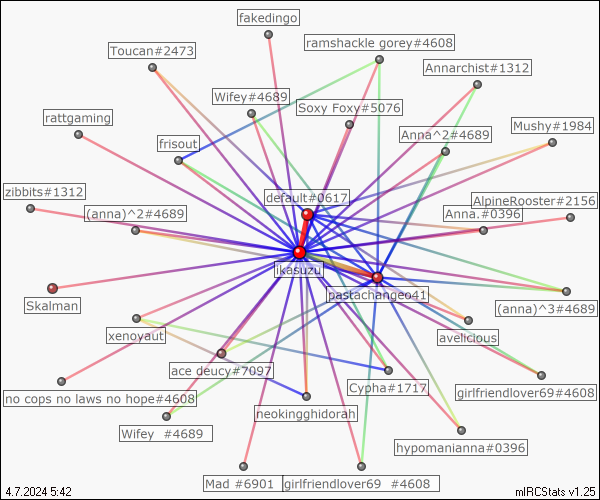 fakedingo
ramshackle gorey#4608
Toucan#2473
Annarchist#1312
Wifey#4689
Soxy Foxy#5076
rattgaming
Mushy#1984
Anna^2#4689
frisout
zibbits#1312
default#0617
AlpineRooster#2156
(anna)^2#4689
Anna.#0396
ikasuzu
pastachangeo41
Skalman
(anna)^3#4689
xenoyaut
avelicious
ace deucy#7097
Cypha#1717
girlfriendlover69#4608
no cops no laws no hope#4608
neokingghidorah
Wifey #4689
hypomanianna#0396
Mad #6901
girlfriendlover69 #4608
4.7.2024 5:42
mIRCStats v1.25